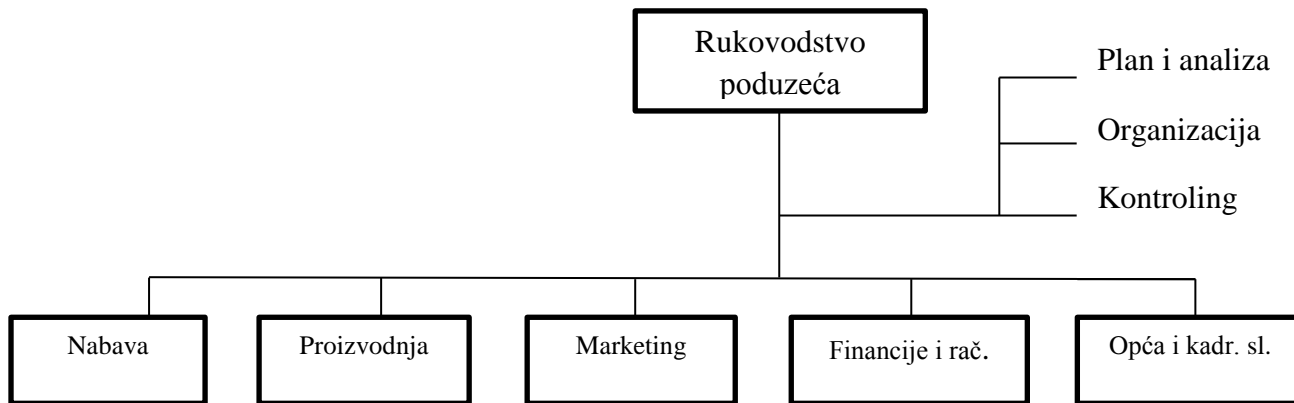 Rukovodstvo
poduzeća
Plan i analiza
Organizacija
Kontroling
Nabava
Proizvodnja
Marketing
Financije i rač.
Opća i kadr. sl.